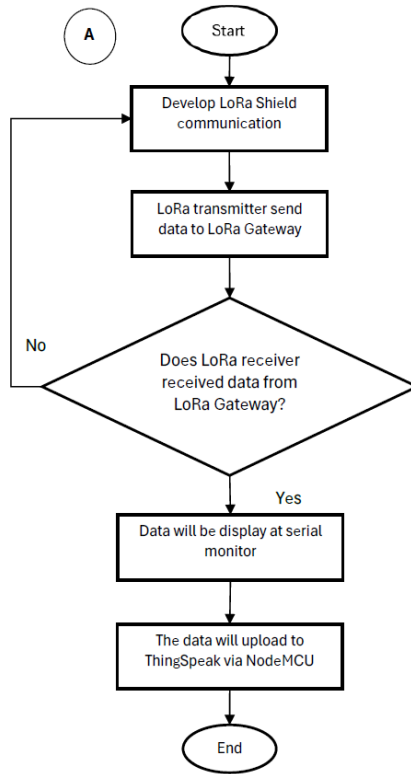 A
Start
Develop LoRa Shield
communication
LoRa transmitter send
data to LoRa Gateway
No
Does LoRa receiver
received data from
LoRa Gateway?
Yes
Data will be display at serial
monitor
The data will upload to
ThingSpeak via NodeMCU
End